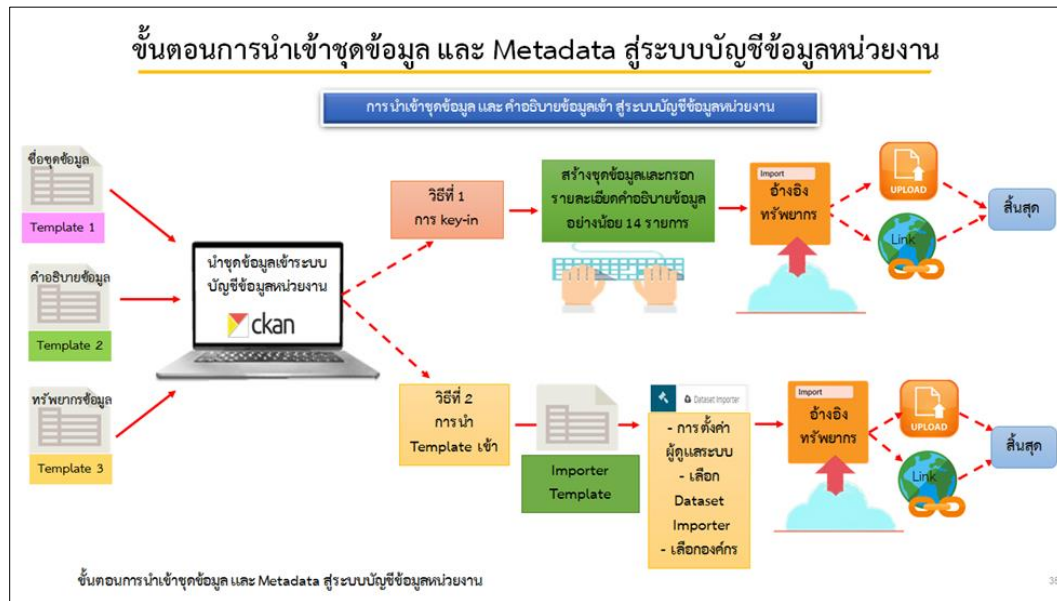 ขั้นตอนการนำเข้าชุดข้อมูล และ Metadata สู่ระบบบัญชีข้อมูลหน่วยงาน
การนำเข้าชุดข้อมูล และ คำอธิบายข้อมูลเข้า สู่ระบบบัญชีข้อมูลหน่วยงาน
ชื่อชุดข้อมูล
Template 1
คำอธิบายข้อมูล
Template 2
ทรัพยากรข้อมูล
Template 3
นำชุดข้อมูลเข้าระบบ
บัญชีข้อมูลหน่วยงาน
ckan
วิธีที่ 1
การ key-in
สร้างชุดข้อมูลและกรอก
รายละเอียดคำอธิบายข้อมูล
อย่างน้อย 14 รายการ
Import
อ้างอิง
ทรัพยากร
UPLOAD
Link
สิ้นสุด
วิธีที่ 2
การนำ
Template เข้า
Importer
Template
Dataset Importer
- การตั้งค่า
ผู้ดูแลระบบ
- เลือก
Dataset
Importer
- เลือกองค์กร
Import
อ้างอิง
ทรัพยากร
UPLOAD
Link
สิ้นสุด
ขั้นตอนการนำเข้าชุดข้อมูล และ Metadata สู่ระบบบัญชีข้อมูลหน่วยงาน